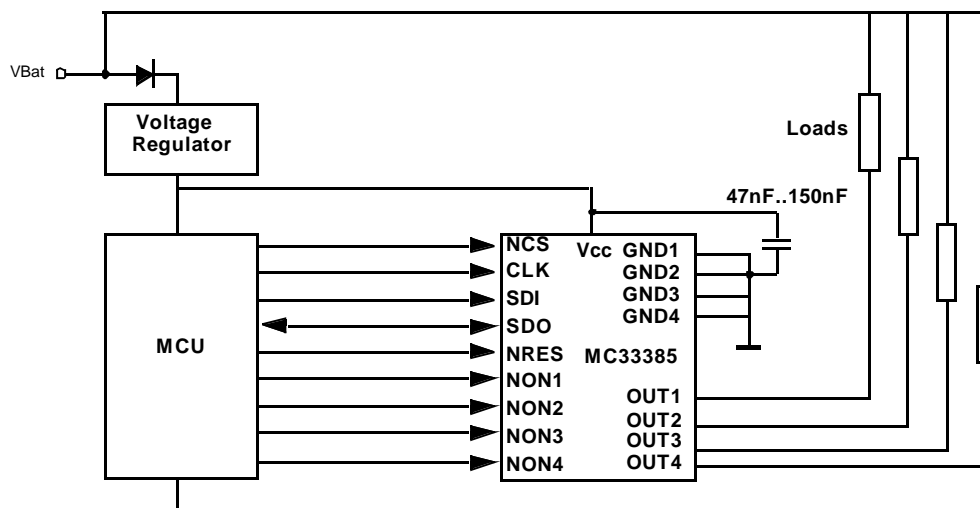 VBat
Voltage
Regulator
Loads
47nF..150nF
NCS
CLK
SDI
SDO
NRES
NON1
NON2
NON3
NON4
Vcc GND1
GND2
GND3
GND4
MC33385
OUT1
OUT2
OUT3
OUT4
MCU